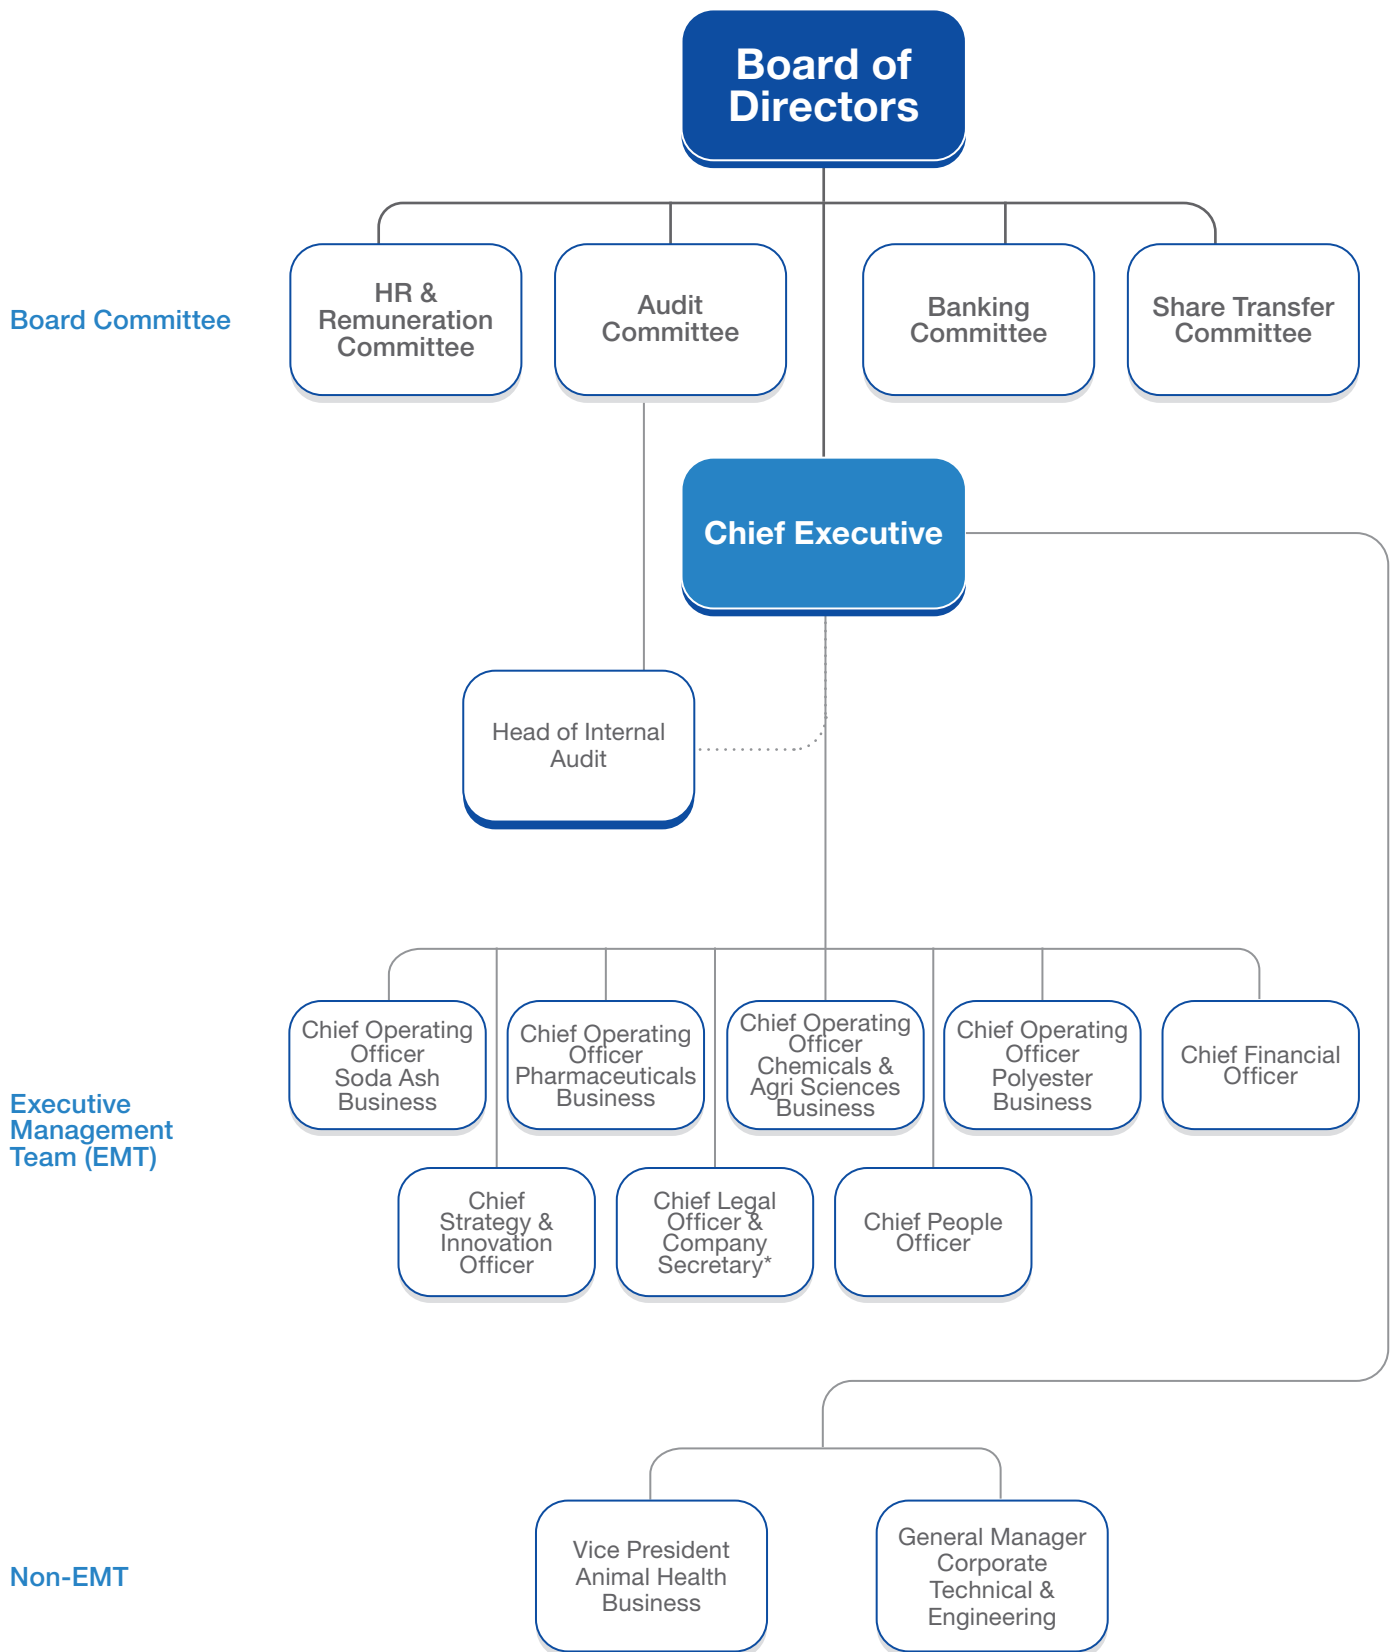 Board of
Directors
Board Committee
HR &
Remuneration
Committee
Audit
Committee
Banking
Committee
Share Transfer
Committee
Chief Executive
Head of Internal
Audit
Executive
Management
Team (EMT)
Chief Operating
Officer
Soda Ash
Business
Chief Operating
Officer
Pharmaceuticals
Business
Chief Operating
Officer
Chemicals &
Agri Sciences
Business
Chief Operating
Officer
Polyester
Business
Chief Financial
Officer
Chief
Strategy &
Innovation
Officer
Chief Legal
Officer &
Company
Secretary*
Chief People
Officer
Non-EMT
Vice President
Animal Health
Business
General Manager
Corporate
Technical &
Engineering